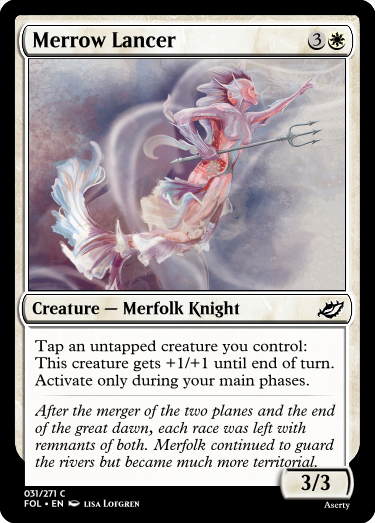 Merrow Lancer 3
Creature — Merfolk Knight
Tap an untapped creature you control:
This creature gets +1/+1 until end of turn.
Activate only during your main phases.
After the merger of the two planes and the end
of the great dawn, each race was left with
remnants of both. Merfolk continued to guard
the rivers but became much more territorial.
3/3
031/271 C
FOL • EN LISA LOFGREN
Aserty